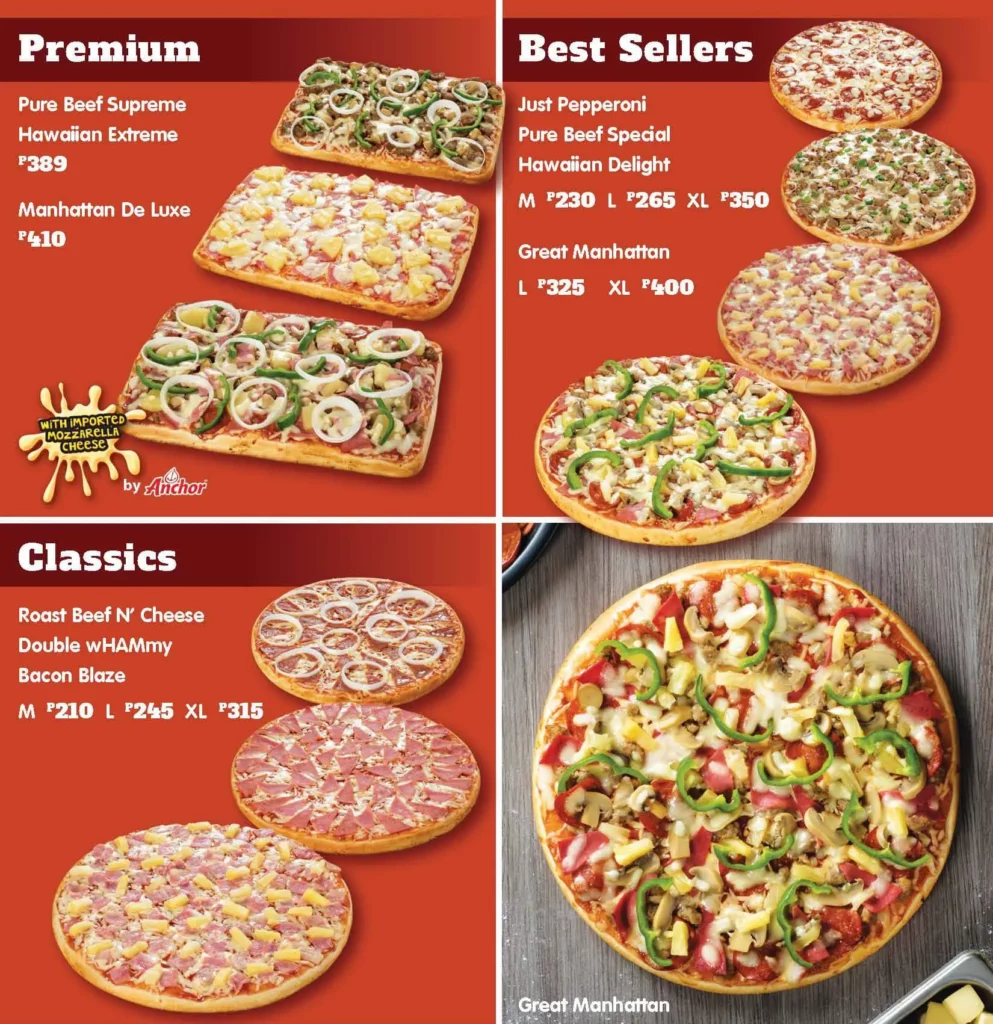 Premium
Pure Beef Supreme
Hawaiian Extreme
₱389
Manhattan De Luxe
₱410
WITH IMPORTED
MOZZARELLA
CHEESE
by Anchor
Best Sellers
Just Pepperoni
Pure Beef Special
Hawaiian Delight
M ₱230 L ₱265 XL ₱350
Great Manhattan
L ₱325 XL ₱400
Classics
Roast Beef N' Cheese
Double wHAMmy
Bacon Blaze
M ₱210 L ₱245 XL ₱315
Great Manhattan